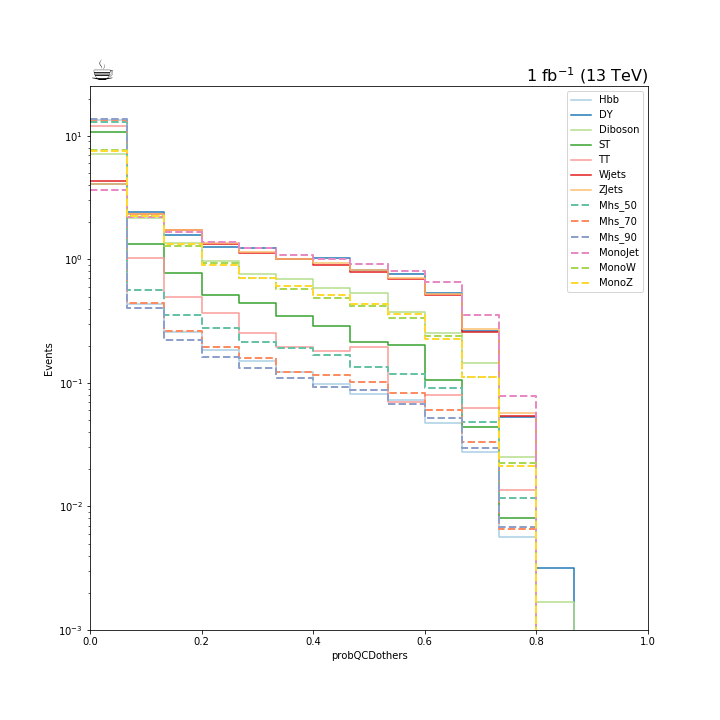 ☕ 1 fb⁻¹ (13 TeV)
Hbb
DY
Diboson
ST
TT
Wjets
ZJets
Mhs_50
Mhs_70
Mhs_90
MonoJet
MonoW
MonoZ
Events
10¹
10⁰
10⁻¹
10⁻²
10⁻³
0.0 0.2 0.4 0.6 0.8 1.0
probQCDothers